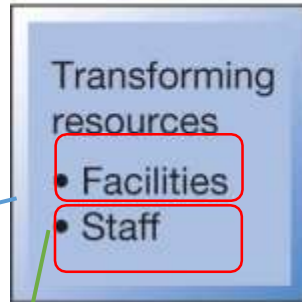 Transforming
resources
• Facilities
• Staff